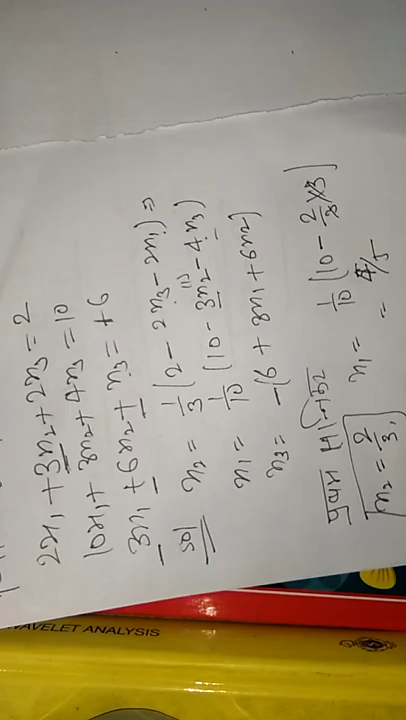 2x₁ + 3x₂ + 2x₃ = 2
10x₁ + 3x₂ + 4x₃ = 10
3x₁ + 6x₂ + x₃ = +6
sol x₂ = 1/3 (2 - 2x₃ - 2x₁) ⇒
x₁ = 1/10 (10 - 3x₂ - 4x₃)
x₃ = -(6 + 3x₁ + 6x₂)
प्रथम
x₂ = 2/3, x₁ = 1/10 (10 - 2/3 × 3)
= 4/5
WAVELET ANALYSIS